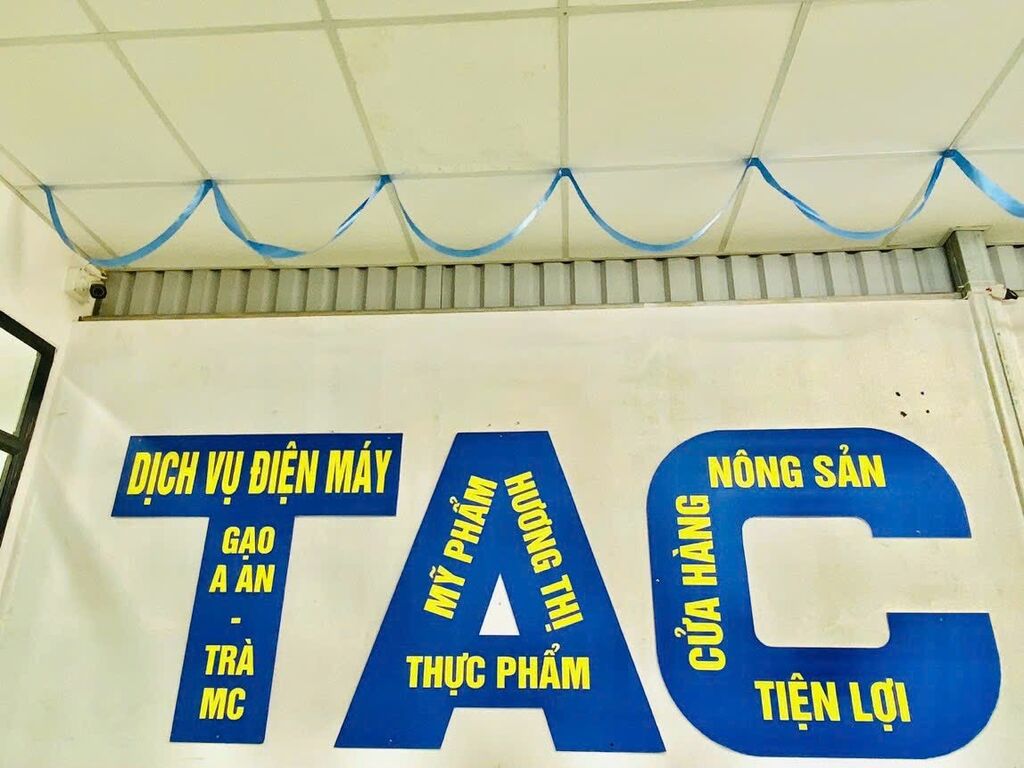 TAC
DỊCH VỤ ĐIỆN MÁY
GẠO
A ÂN
-
TRÀ
MC
MỸ PHẨM
HƯƠNG THỊ
THỰC PHẨM
NÔNG SẢN
CỬA HÀNG
TIỆN LỢI